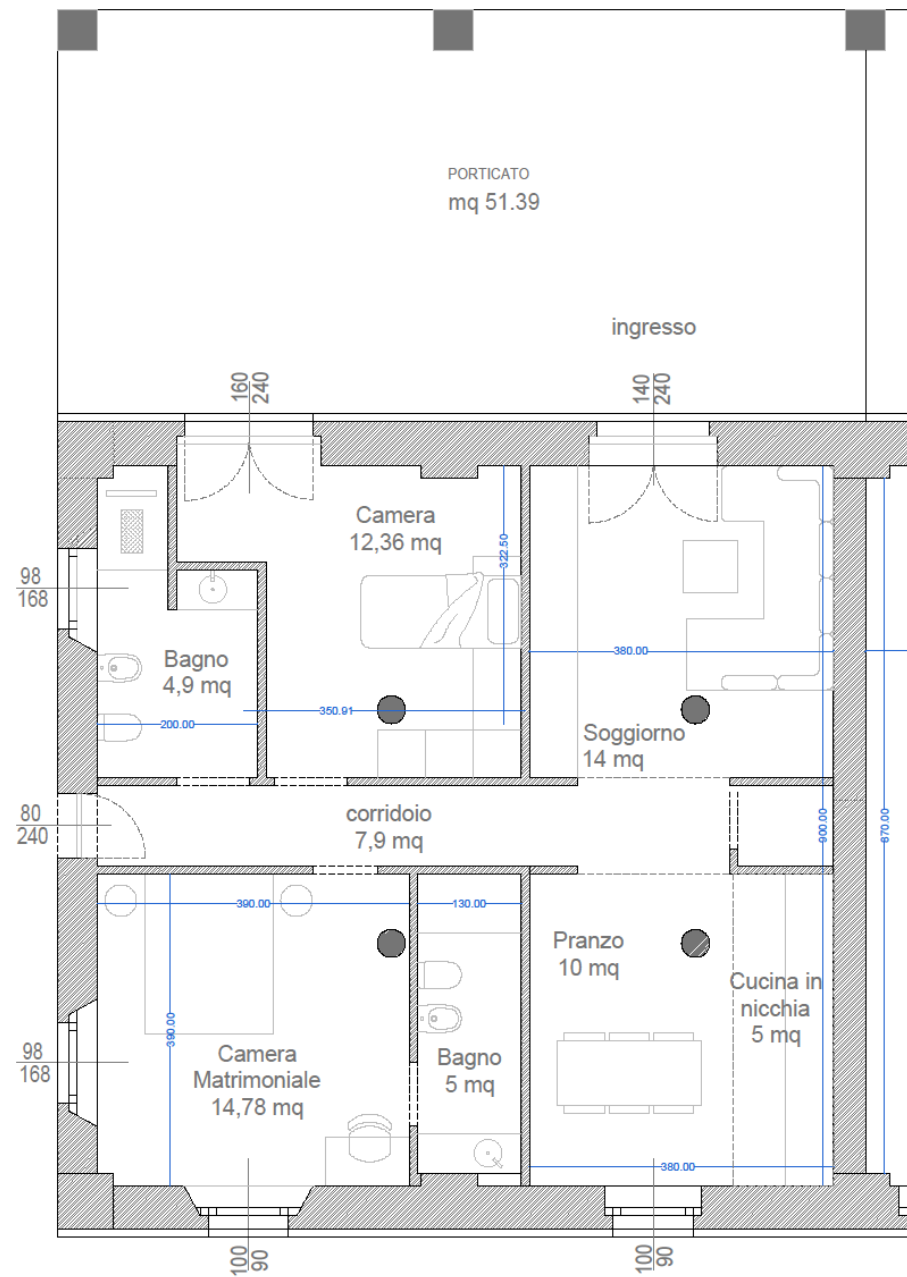 PORTICATO
mq 51.39
ingresso
160
240
140
240
Camera
12,36 mq
322.50
98
168
Bagno
4,9 mq
380.00
200.00
350.91
Soggiorno
14 mq
80
240
corridoio
7,9 mq
900.00
870.00
390.00
130.00
Pranzo
10 mq
Cucina in
nicchia
5 mq
390.00
98
168
Camera
Matrimoniale
14,78 mq
Bagno
5 mq
380.00
100
90
100
90